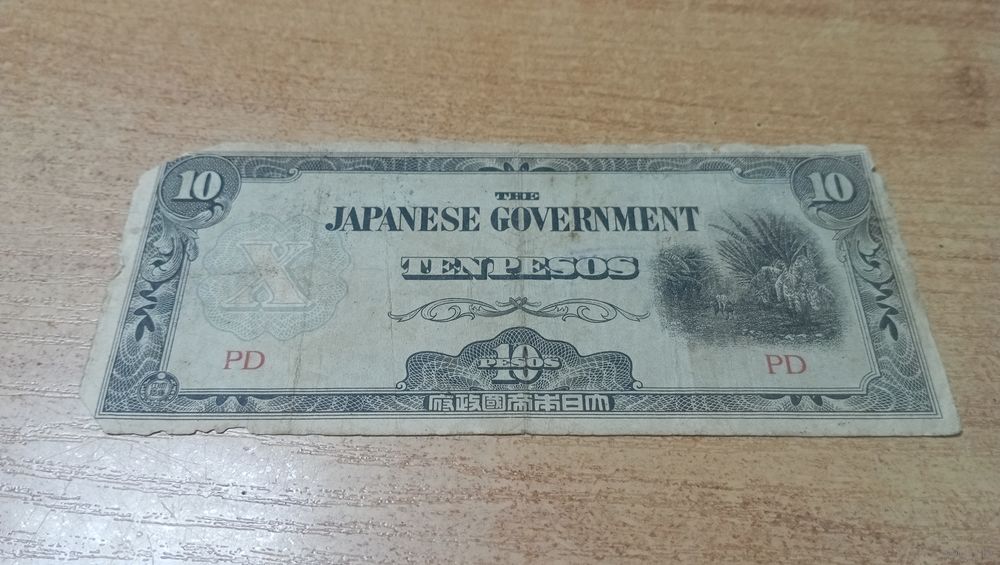 10 10
THE
JAPANESE GOVERNMENT
TEN PESOS
X
PD PD
10
PESOS
府政國帝本日大